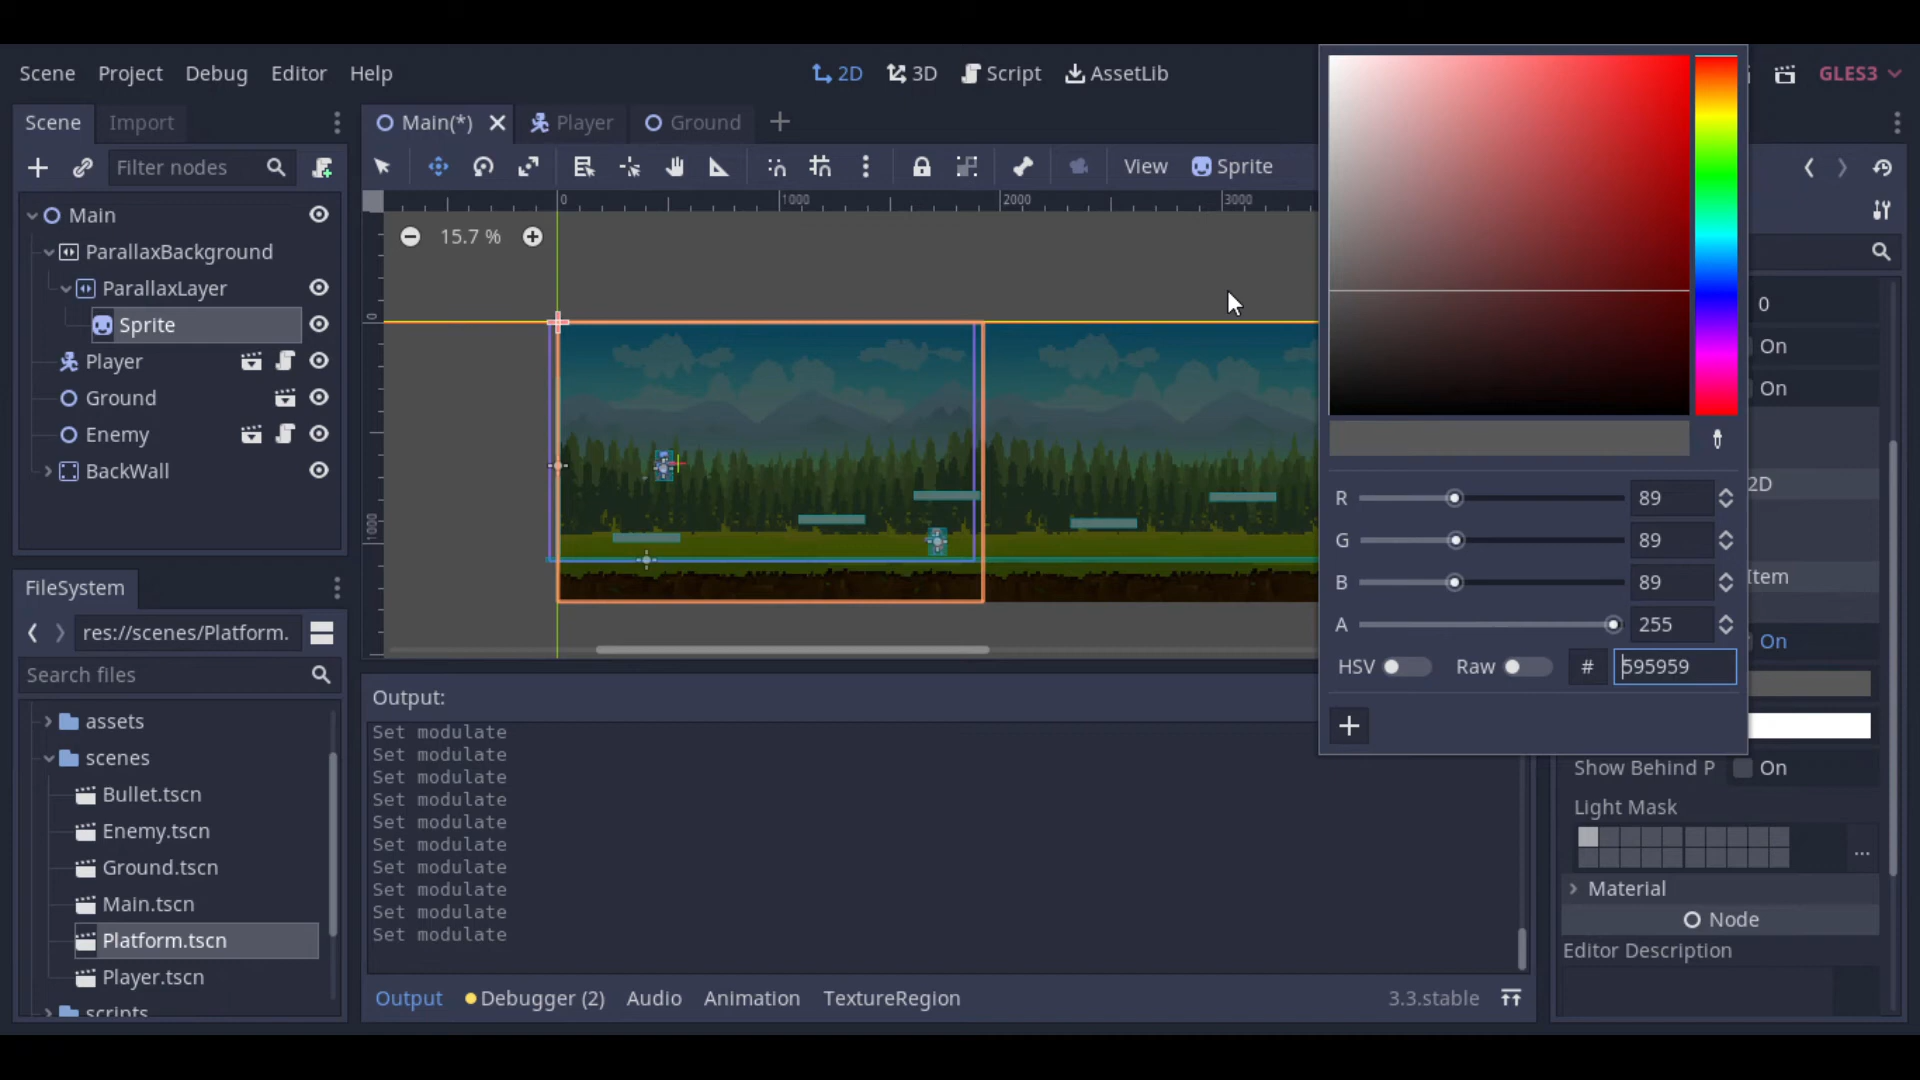 Scene Project Debug Editor Help
2D 3D Script AssetLib
GLES3
Scene Import
Main(*) Player Ground
Filter nodes
View Sprite
0 1000 2000 3000
15.7 %
0
1000
Main
ParallaxBackground
ParallaxLayer
Sprite
Player
Ground
Enemy
BackWall
FileSystem
res://scenes/Platform.
Search files
assets
scenes
Bullet.tscn
Enemy.tscn
Ground.tscn
Main.tscn
Platform.tscn
Player.tscn
scripts
Output:
Set modulate
Set modulate
Set modulate
Set modulate
Set modulate
Set modulate
Set modulate
Set modulate
Set modulate
Set modulate
Output Debugger (2) Audio Animation TextureRegion
3.3.stable
R 89
G 89
B 89
A 255
HSV Raw # 595959
0
On
On
2D
Item
On
Show Behind P On
Light Mask
...
Material
Node
Editor Description